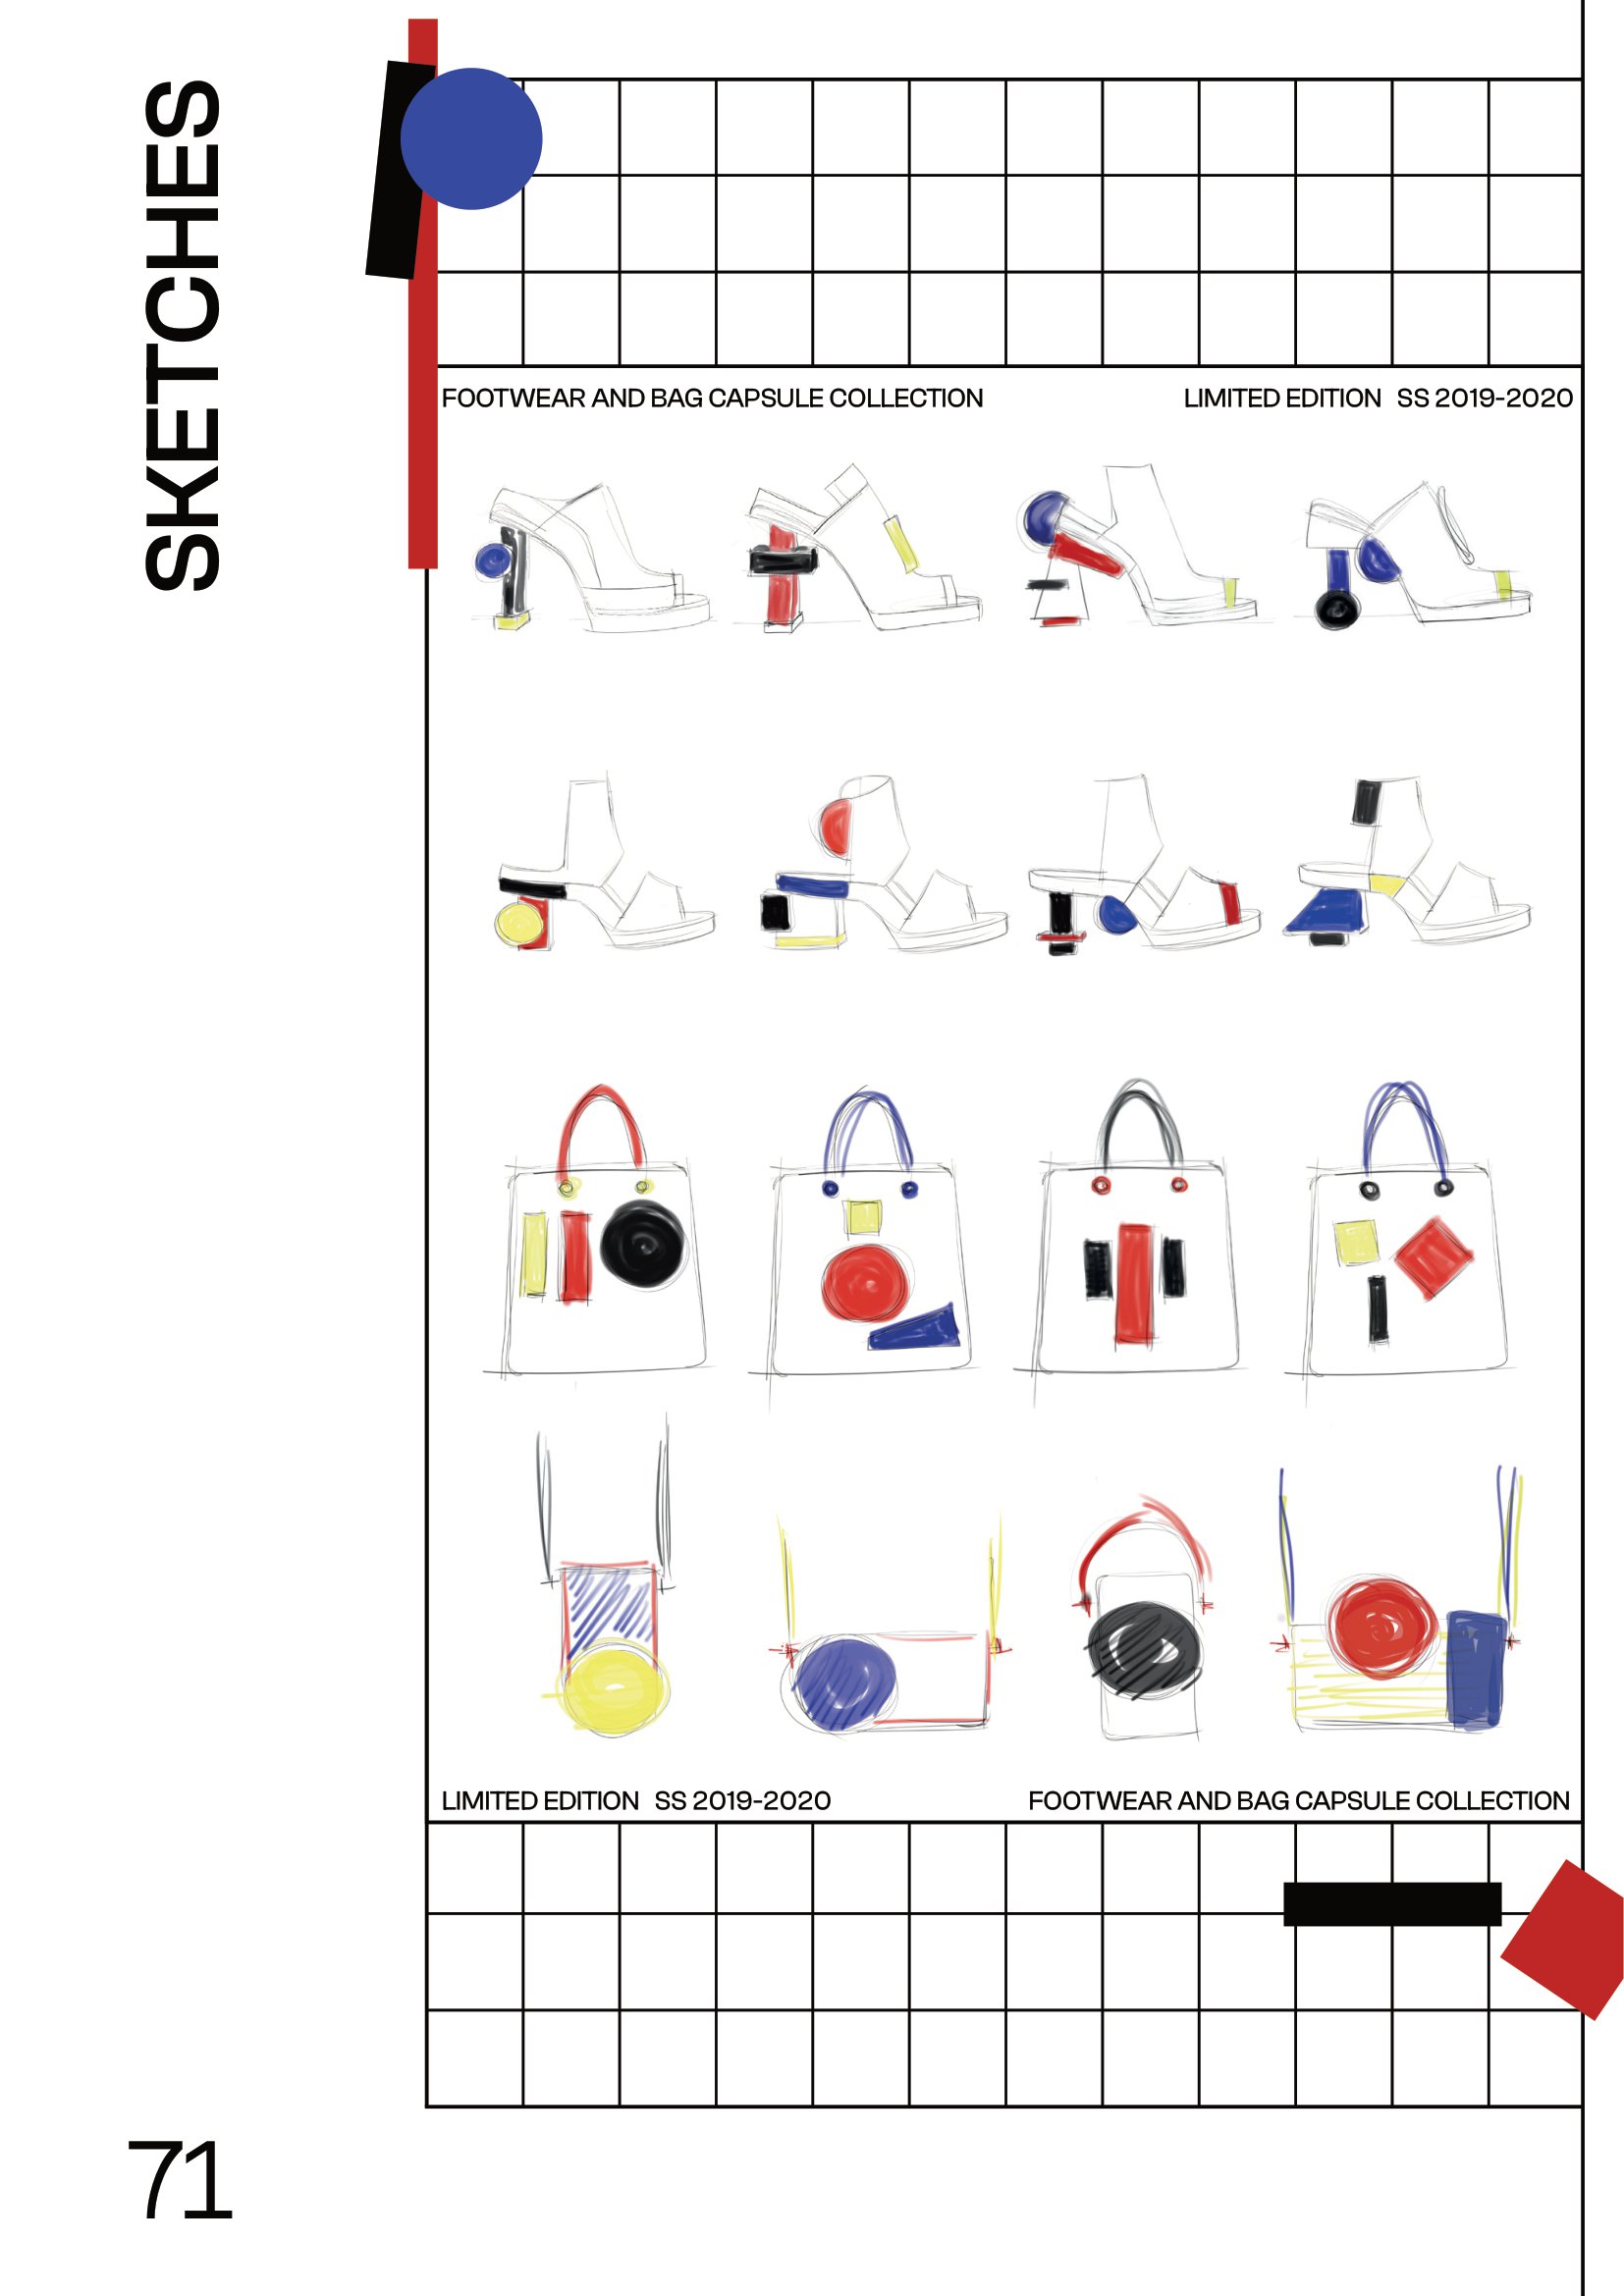 SKETCHES
FOOTWEAR AND BAG CAPSULE COLLECTION
LIMITED EDITION SS 2019-2020
LIMITED EDITION SS 2019-2020
FOOTWEAR AND BAG CAPSULE COLLECTION
71